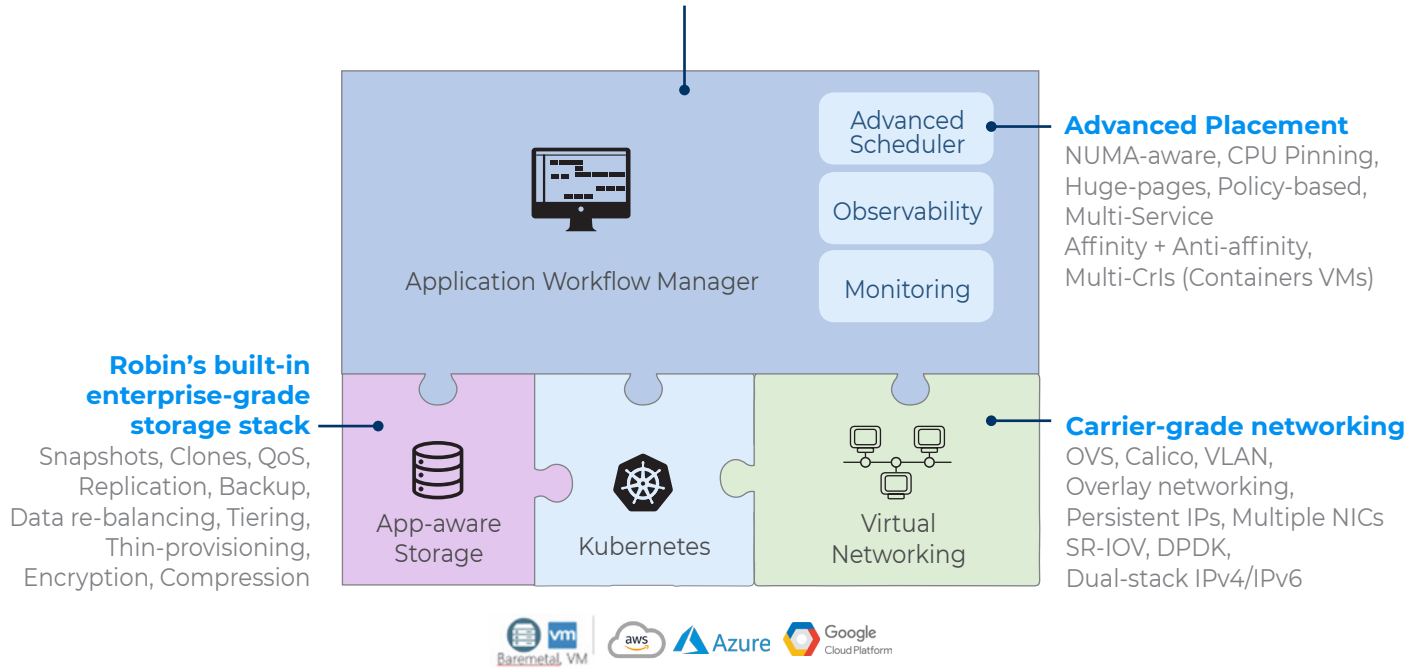 Advanced
Scheduler
Observability
Monitoring
Application Workflow Manager
Advanced Placement
NUMA-aware, CPU Pinning,
Huge-pages, Policy-based,
Multi-Service
Affinity + Anti-affinity,
Multi-CrIs (Containers VMs)
Robin’s built-in
enterprise-grade
storage stack
Snapshots, Clones, QoS,
Replication, Backup,
Data re-balancing, Tiering,
Thin-provisioning,
Encryption, Compression
App-aware
Storage
Kubernetes
Virtual
Networking
Carrier-grade networking
OVS, Calico, VLAN,
Overlay networking,
Persistent IPs, Multiple NICs
SR-IOV, DPDK,
Dual-stack IPv4/IPv6
vm
Baremetal, VM
aws
Azure
Google
Cloud Platform